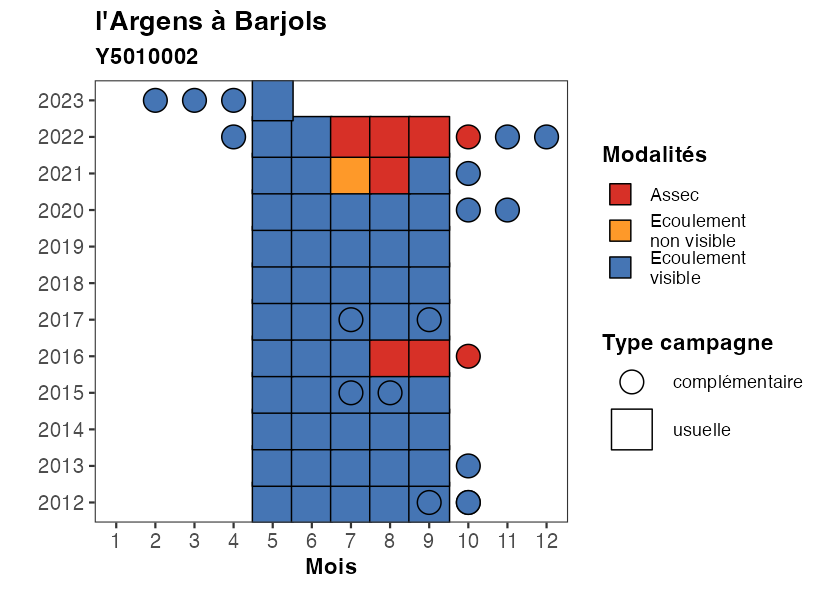 l'Argens à Barjols
Y5010002
2023
2022
2021
2020
2019
2018
2017
2016
2015
2014
2013
2012
1 2 3 4 5 6 7 8 9 10 11 12
Mois
Modalités
Assec
Ecoulement
non visible
Ecoulement
visible
Type campagne
complémentaire
usuelle